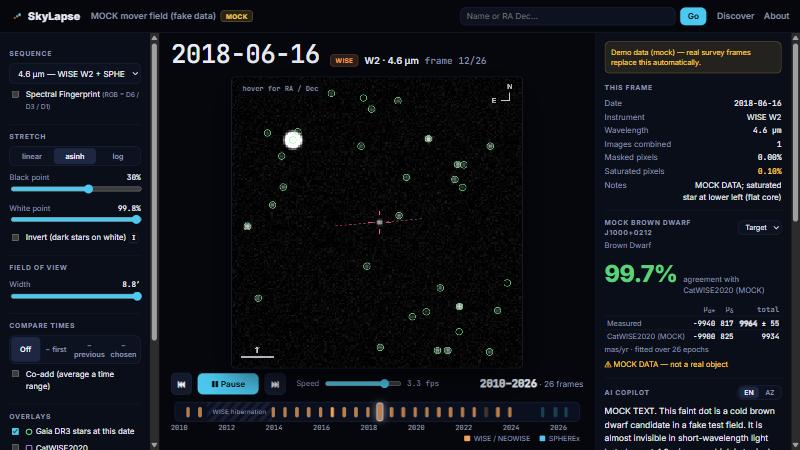 SkyLapse
MOCK mover field (fake data)
MOCK
Name or RA Dec...
Go
Discover
About
SEQUENCE
4.6 µm — WISE W2 + SPHE
Spectral Fingerprint (RGB = D6 /
D3 / D1)
STRETCH
linear
asinh
log
Black point 30%
White point 99.8%
Invert (dark stars on white) I
FIELD OF VIEW
Width 8.8′
COMPARE TIMES
Off
− first
− previous
− chosen
Co-add (average a time
range)
OVERLAYS
Gaia DR3 stars at this date
CatWISE2020
2018-06-16
WISE
W2 · 4.6 µm
frame 12/26
hover for RA / Dec
N
E
1′
Pause
Speed
3.3 fps
2010–2026 · 26 frames
WISE hibernation
2010 2012 2014 2016 2018 2020 2022 2024 2026
WISE / NEOWISE
SPHEREx
Demo data (mock) — real survey frames
replace this automatically.
THIS FRAME
Date 2018-06-16
Instrument WISE W2
Wavelength 4.6 µm
Images combined 1
Masked pixels 0.00%
Saturated pixels 0.10%
Notes MOCK DATA; saturated
star at lower left (flat core)
MOCK BROWN DWARF
J1000+0212
Target
Brown Dwarf
99.7%
agreement with
CatWISE2020 (MOCK)
µα* µδ total
Measured -9940 817 9964 ± 55
CatWISE2020 (MOCK) -9900 825 9934
mas/yr · fitted over 26 epochs
⚠ MOCK DATA — not a real object
AI COPILOT
EN
AZ
MOCK TEXT. This faint dot is a cold brown
dwarf candidate in a fake test field. It is
almost invisible in short-wavelength light